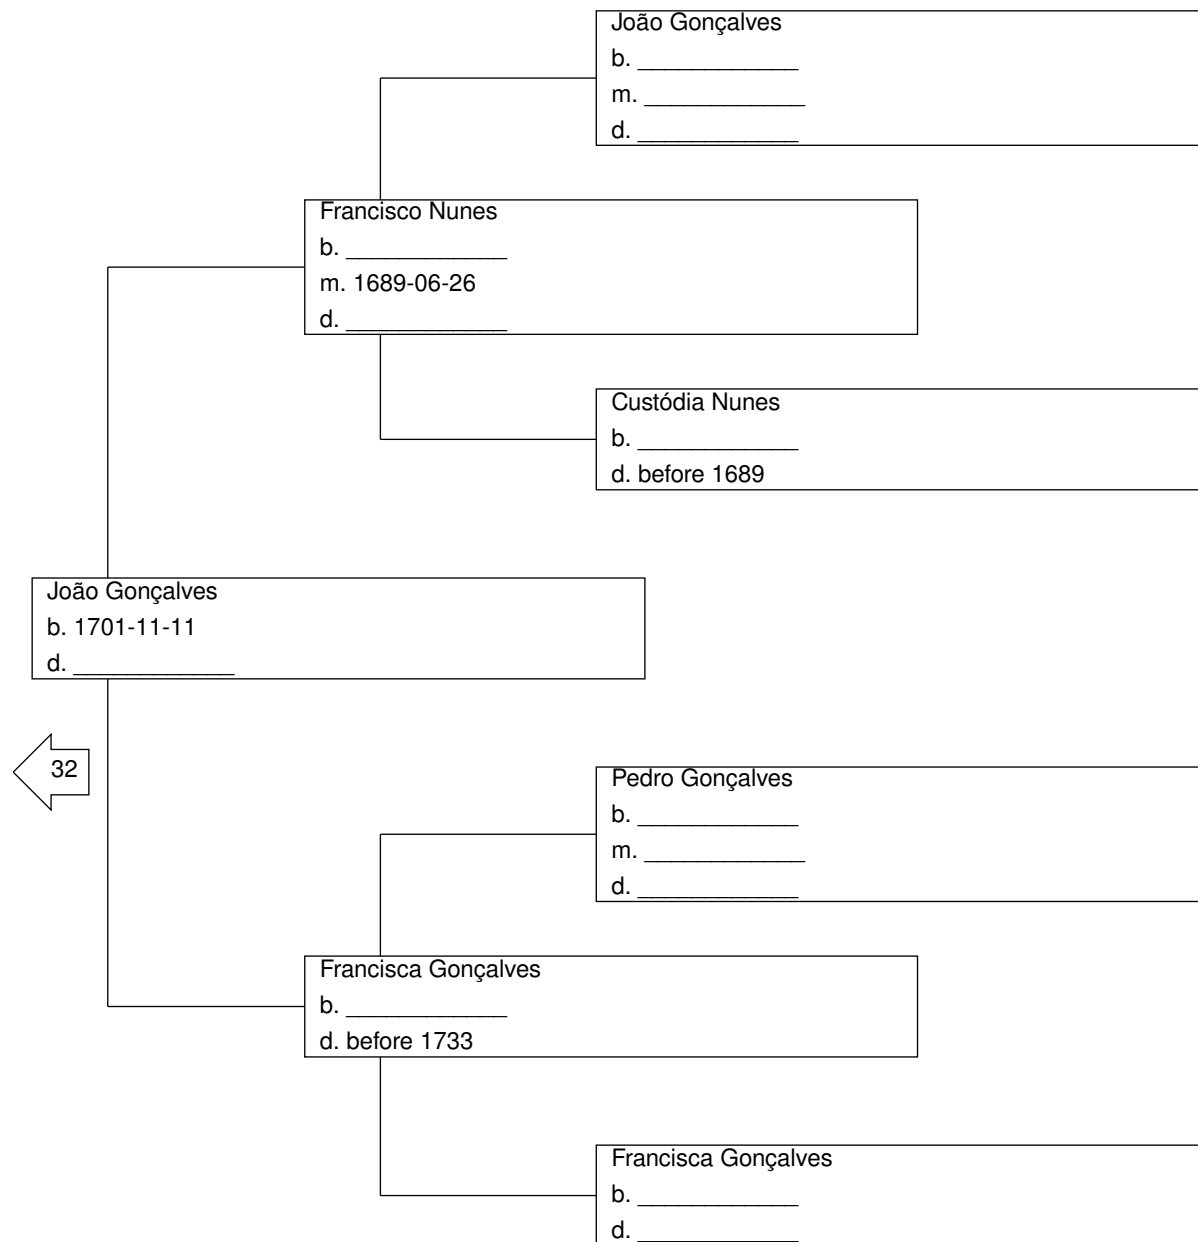 João Gonçalves
b. ____________
m. ____________
d. ____________
Francisco Nunes
b. ____________
m. 1689-06-26
d. ____________
Custódia Nunes
b. ____________
d. before 1689
João Gonçalves
b. 1701-11-11
d. ____________
32
Pedro Gonçalves
b. ____________
m. ____________
d. ____________
Francisca Gonçalves
b. ____________
d. before 1733
Francisca Gonçalves
b. ____________
d. ____________